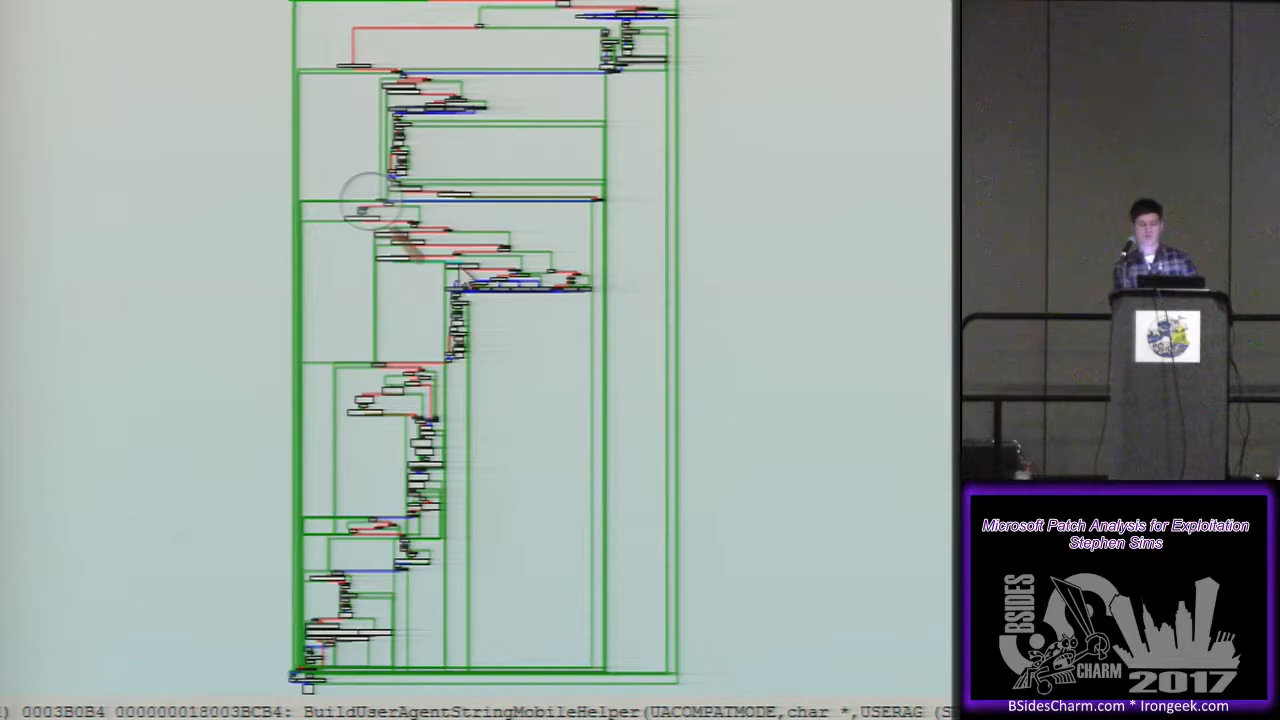 Microsoft Patch Analysis for Exploitation
Stephen Sims
BSIDES
CHARM
2017
BSidesCharm.com * Irongeek.com
) 0003B0B4 000000018003BCB4: BuildUserAgentStringMobileHelper(UACOMPATMODE,char *,USERAG (S